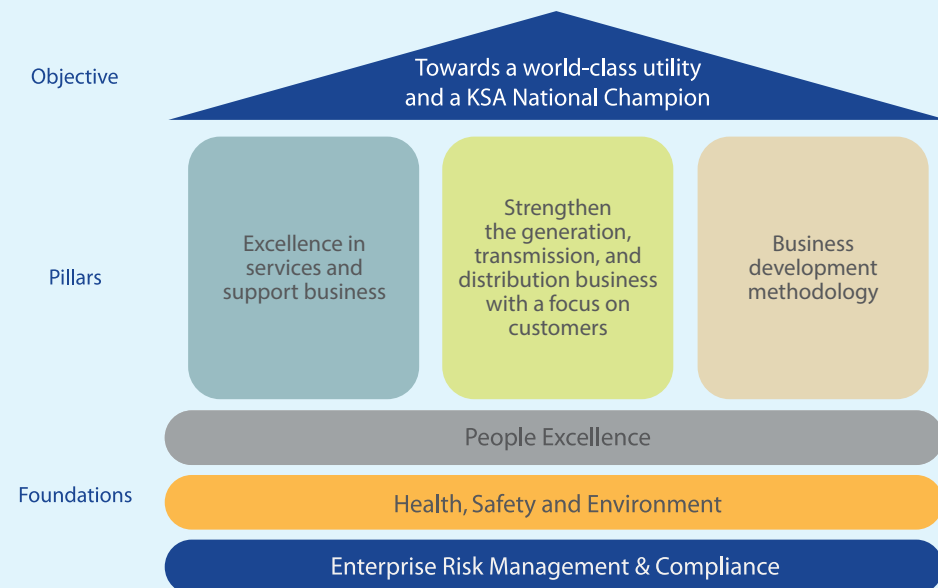 Objective
Towards a world-class utility
and a KSA National Champion
Pillars
Excellence in
services and
support business
Strengthen
the generation,
transmission, and
distribution business
with a focus on
customers
Business
development
methodology
Foundations
People Excellence
Health, Safety and Environment
Enterprise Risk Management & Compliance